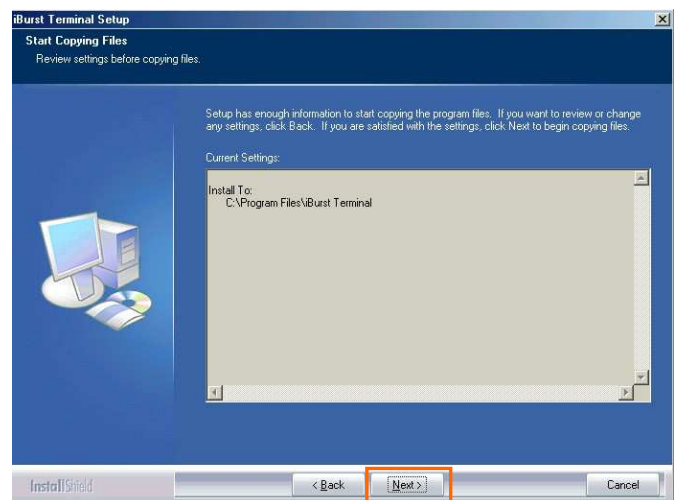 iBurst Terminal Setup
Start Copying Files
Review settings before copying files.
Setup has enough information to start copying the program files. If you want to review or change
any settings, click Back. If you are satisfied with the settings, click Next to begin copying files.
Current Settings:
Install To:
C:\Program Files\iBurst Terminal
InstallShield
< Back
Next >
Cancel